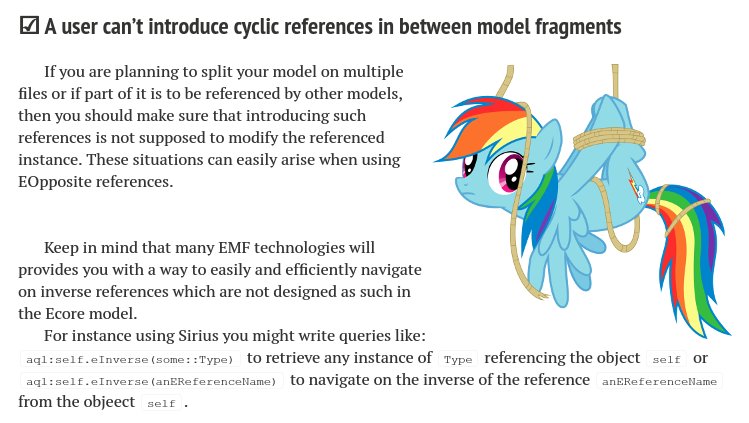 ☑ A user can’t introduce cyclic references in between model fragments
If you are planning to split your model on multiple
files or if part of it is to be referenced by other models,
then you should make sure that introducing such
references is not supposed to modify the referenced
instance. These situations can easily arise when using
EOpposite references.
Keep in mind that many EMF technologies will
provides you with a way to easily and efficiently navigate
on inverse references which are not designed as such in
the Ecore model.
For instance using Sirius you might write queries like:
aql:self.eInverse(some::Type) to retrieve any instance of Type referencing the object self or
aql:self.eInverse(anEReferenceName) to navigate on the inverse of the reference anEReferenceName
from the objeect self .